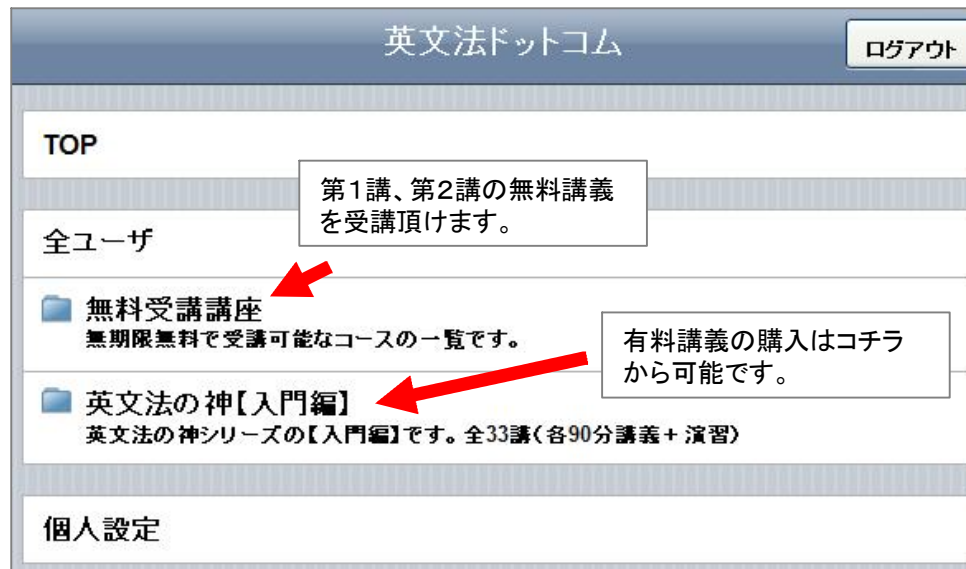 英文法ドットコム
ログアウト
TOP
第１講、第２講の無料講義
を受講頂けます。
全ユーザ
無料受講講座
無期限無料で受講可能なコースの一覧です。
有料講義の購入はコチラ
から可能です。
英文法の神【入門編】
英文法の神シリーズの【入門編】です。全33講（各90分講義＋演習）
個人設定